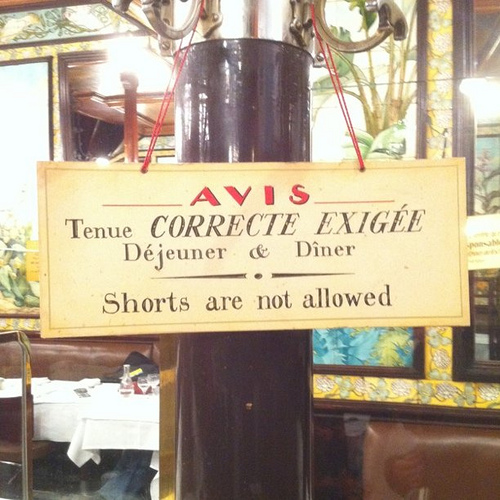 AVIS
Tenue CORRECTE EXIGÉE
Déjeuner & Dîner
Shorts are not allowed